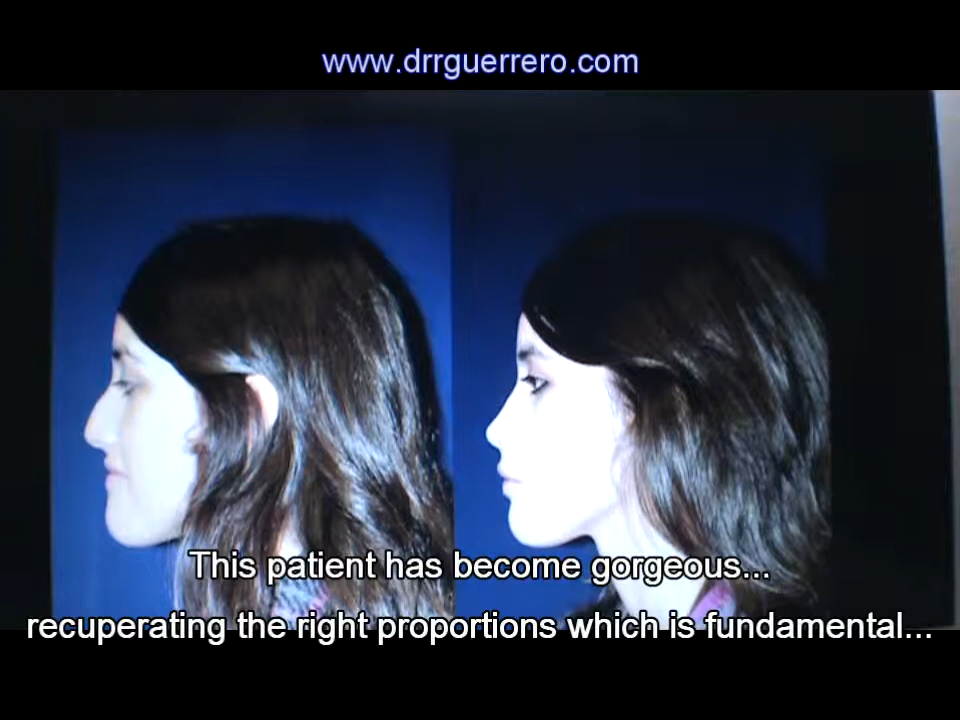 www.drrguerrero.com
This patient has become gorgeous...
recuperating the right proportions which is fundamental...